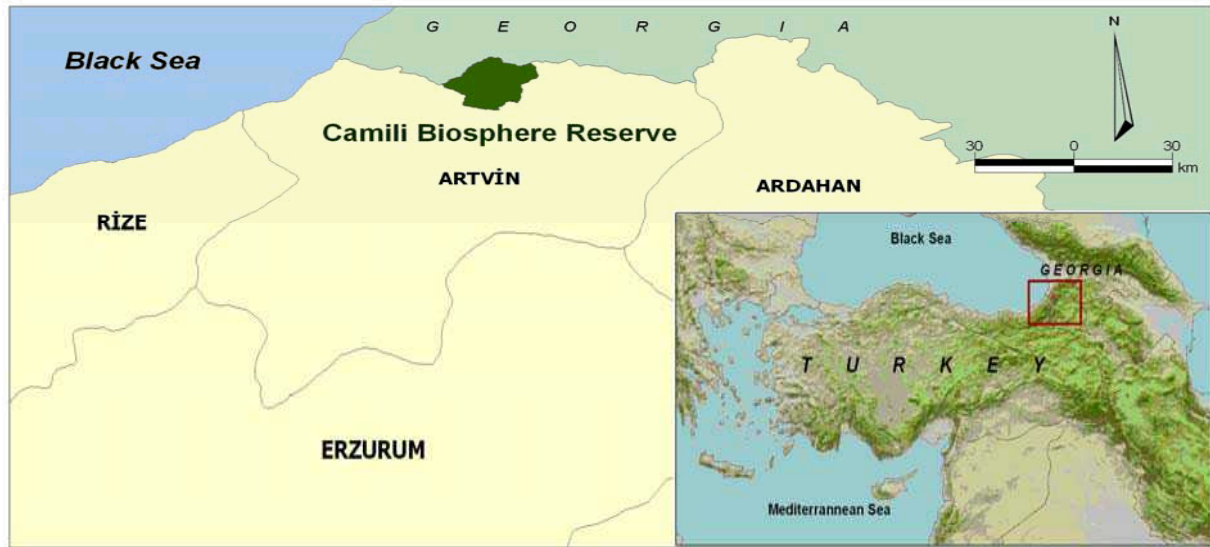 G E O R G I A
Black Sea
N
Camili Biosphere Reserve
30 0 30
km
ARTVİN
ARDAHAN
RİZE
ERZURUM
Black Sea
GEORGIA
T U R K E Y
Mediterrannean Sea